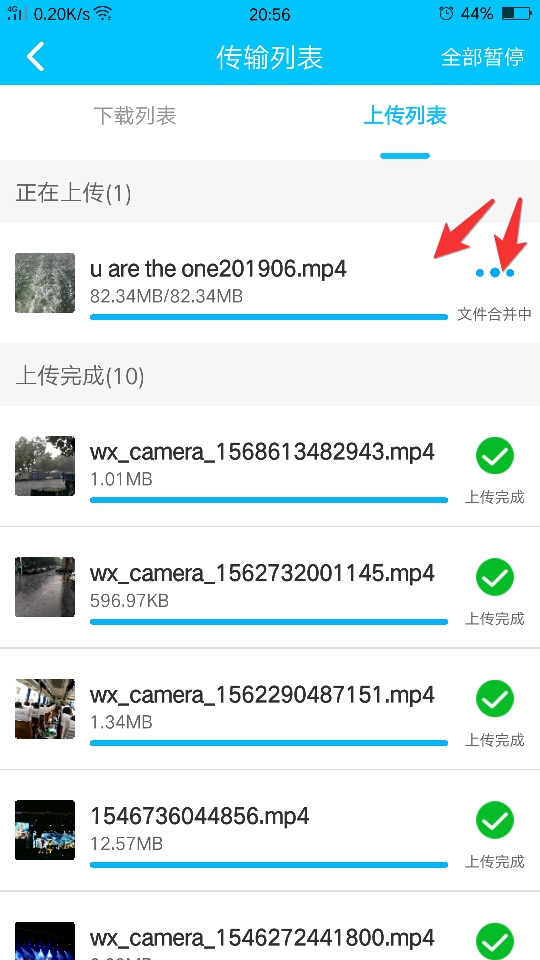 4G 0.20K/s 20:56 44%
传输列表 全部暂停
下载列表 上传列表
正在上传(1)
u are the one201906.mp4
82.34MB/82.34MB
文件合并中
上传完成(10)
wx_camera_1568613482943.mp4
1.01MB
上传完成
wx_camera_1562732001145.mp4
596.97KB
上传完成
wx_camera_1562290487151.mp4
1.34MB
上传完成
1546736044856.mp4
12.57MB
上传完成
wx_camera_1546272441800.mp4